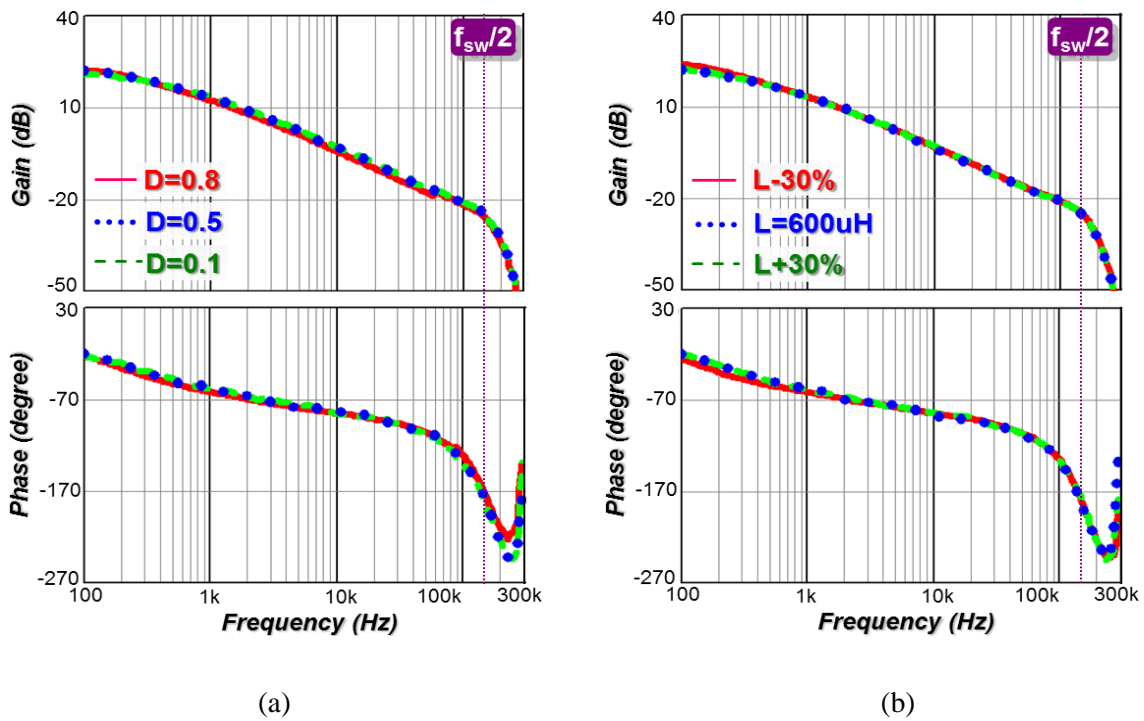 40
f_sw/2
10
Gain (dB)
D=0.8
-20
D=0.5
D=0.1
-50
30
-70
Phase (degree)
-170
-270
100 1k 10k 100k 300k
Frequency (Hz)
(a)
40
f_sw/2
10
Gain (dB)
L-30%
-20
L=600uH
L+30%
-50
30
-70
Phase (degree)
-170
-270
100 1k 10k 100k 300k
Frequency (Hz)
(b)